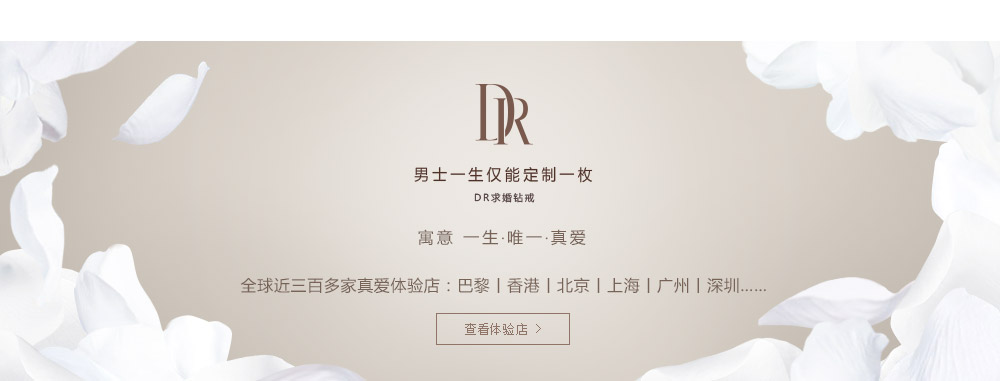 DR
男士一生仅能定制一枚
DR求婚钻戒
寓意 一生·唯一·真爱
全球近三百多家真爱体验店：巴黎丨香港丨北京丨上海丨广州丨深圳......
查看体验店 >